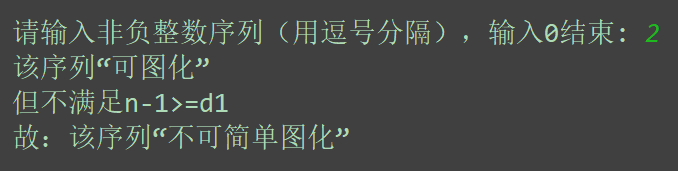 请输入非负整数序列（用逗号分隔），输入0结束: 2
该序列“可图化”
但不满足n-1>=d1
故：该序列“不可简单图化”